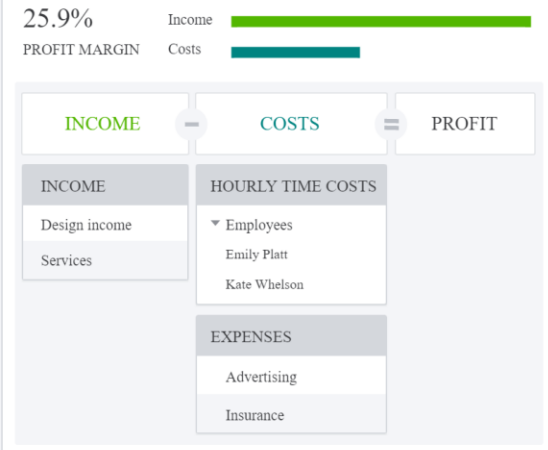 25.9%
Income
PROFIT MARGIN
Costs
INCOME
COSTS
PROFIT
INCOME
Design income
Services
HOURLY TIME COSTS
Employees
Emily Platt
Kate Whelson
EXPENSES
Advertising
Insurance